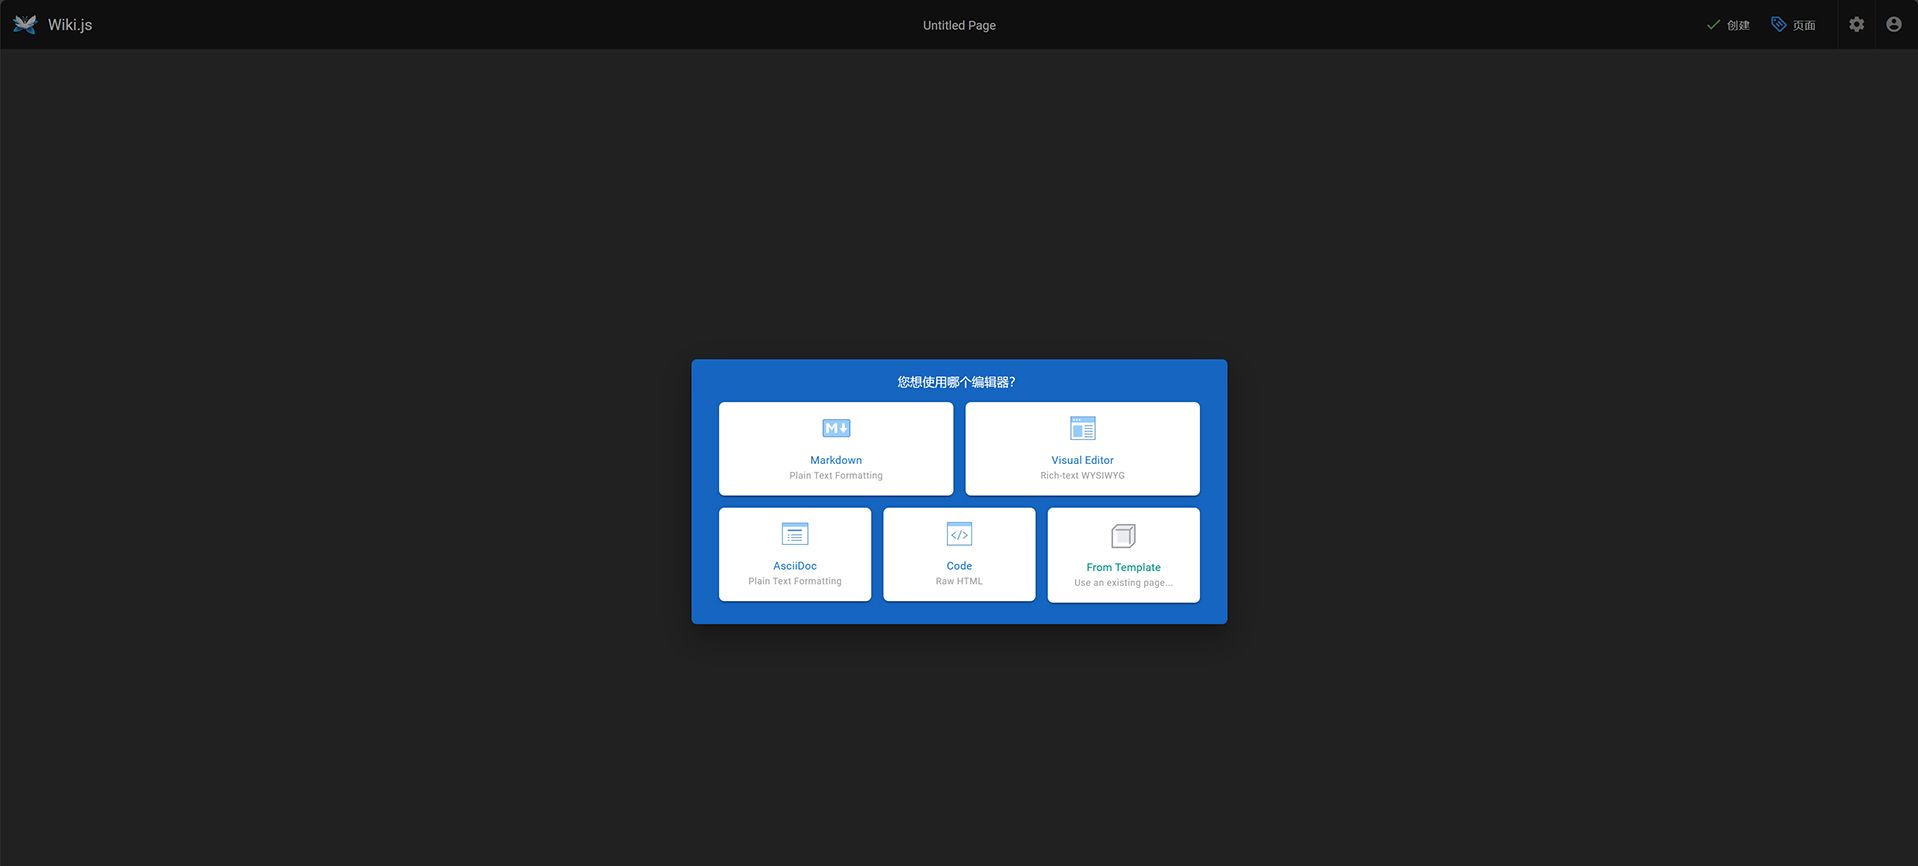 Wiki.js
Untitled Page
创建
页面
您想使用哪个编辑器?
M
Markdown
Plain Text Formatting
Visual Editor
Rich-text WYSIWYG
AsciiDoc
Plain Text Formatting
</>
Code
Raw HTML
From Template
Use an existing page...